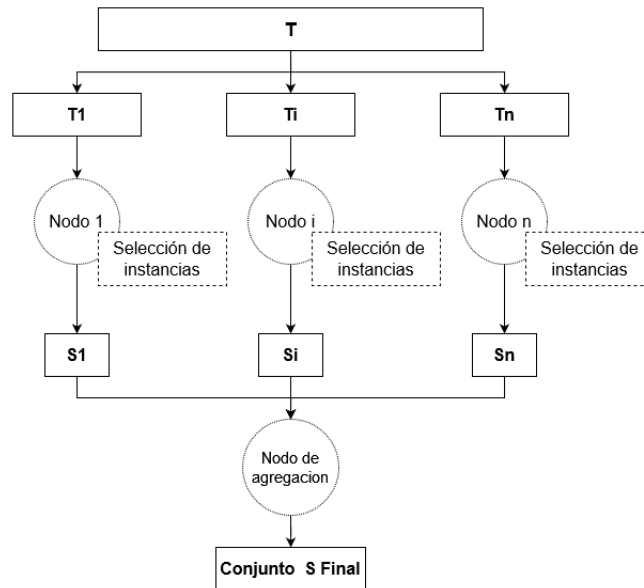 T
T1
Ti
Tn
Nodo 1
Nodo i
Nodo n
Selección de
instancias
Selección de
instancias
Selección de
instancias
S1
Si
Sn
Nodo de
agregacion
Conjunto S Final